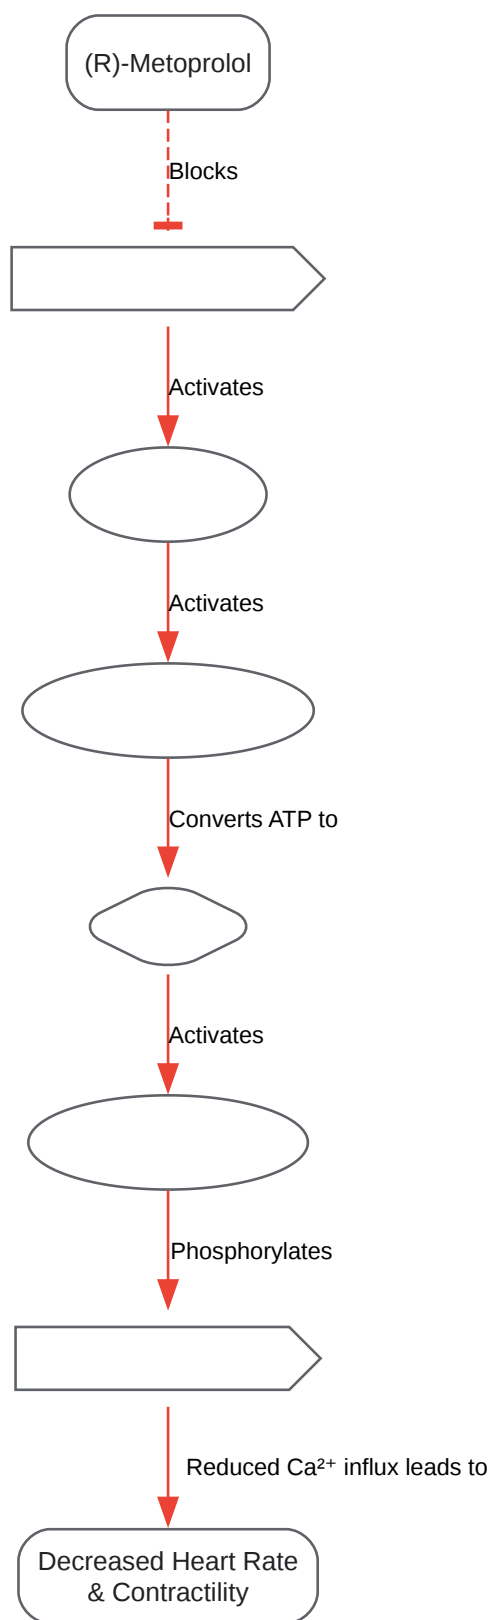 (R)-Metoprolol
Blocks
Activates
Activates
Converts ATP to
Activates
Phosphorylates
Reduced Ca²⁺ influx leads to
Decreased Heart Rate
& Contractility